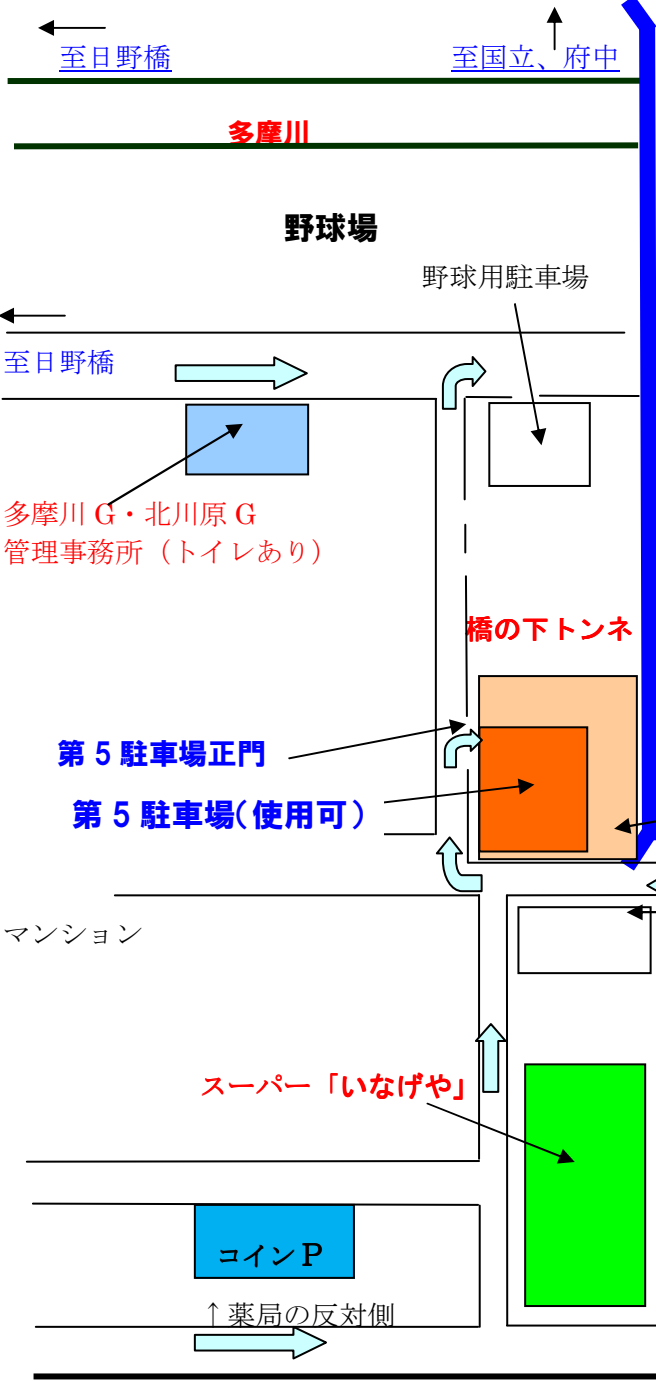 至日野橋
至国立、府中
多摩川
野球場
野球用駐車場
至日野橋
多摩川 G・北川原 G
管理事務所（トイレあり）
橋の下トンネ
第 5 駐車場正門
第 5 駐車場(使用可)
マンション
スーパー「いなげや」
コインP
↑薬局の反対側